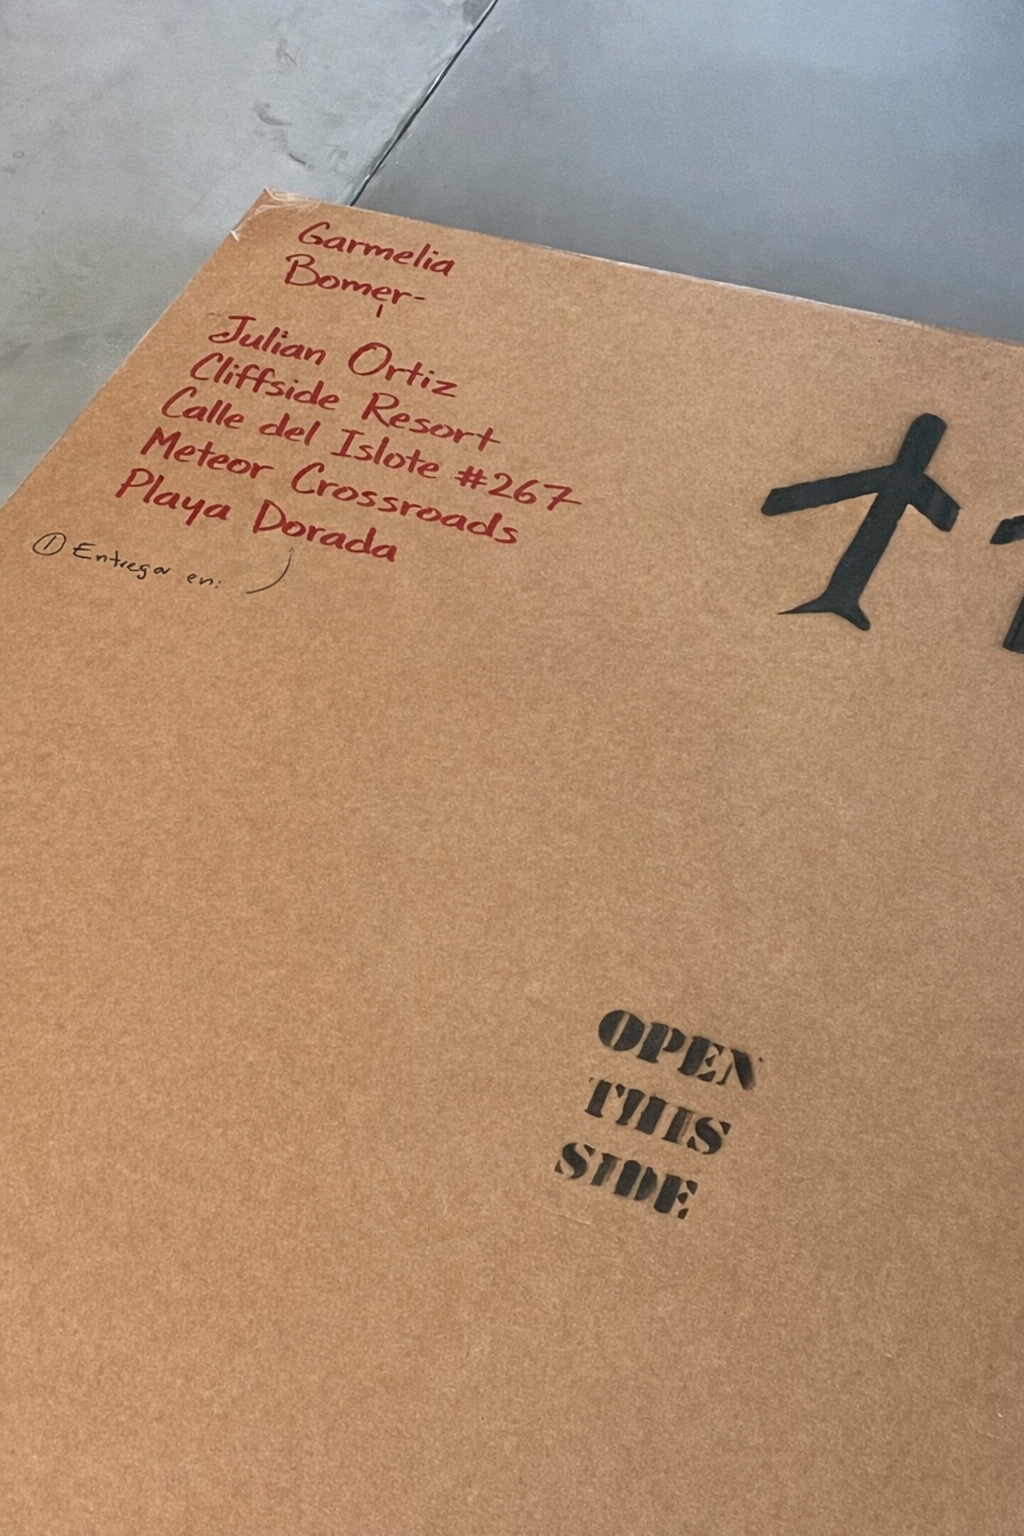 Garmelia
Bomer-
Julian Ortiz
Cliffside Resort
Calle del Islote #267
Meteor Crossroads
Playa Dorada
① Entregar en:
OPEN
THIS
SIDE